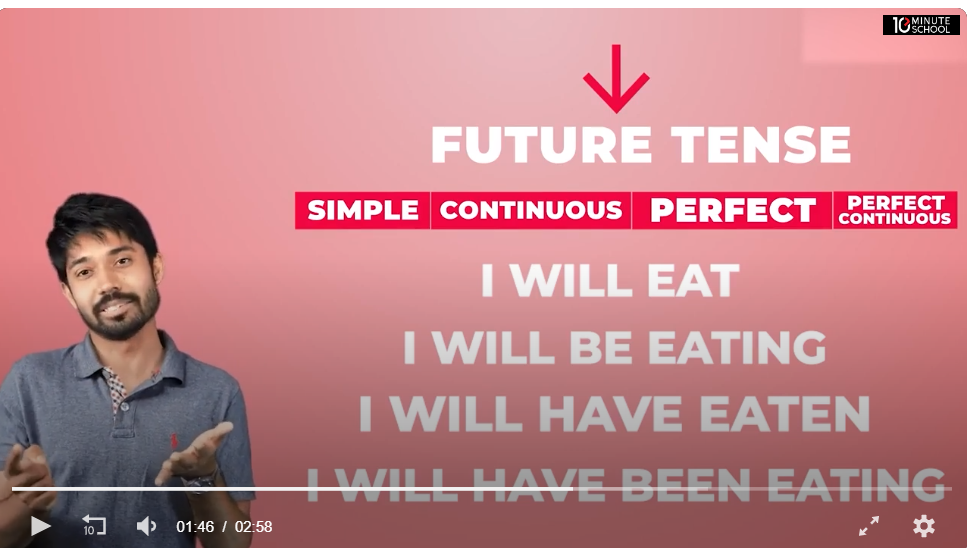 10 MINUTE
SCHOOL
FUTURE TENSE
SIMPLE CONTINUOUS PERFECT PERFECT CONTINUOUS
I WILL EAT
I WILL BE EATING
I WILL HAVE EATEN
I WILL HAVE BEEN EATING
10 01:46 / 02:58